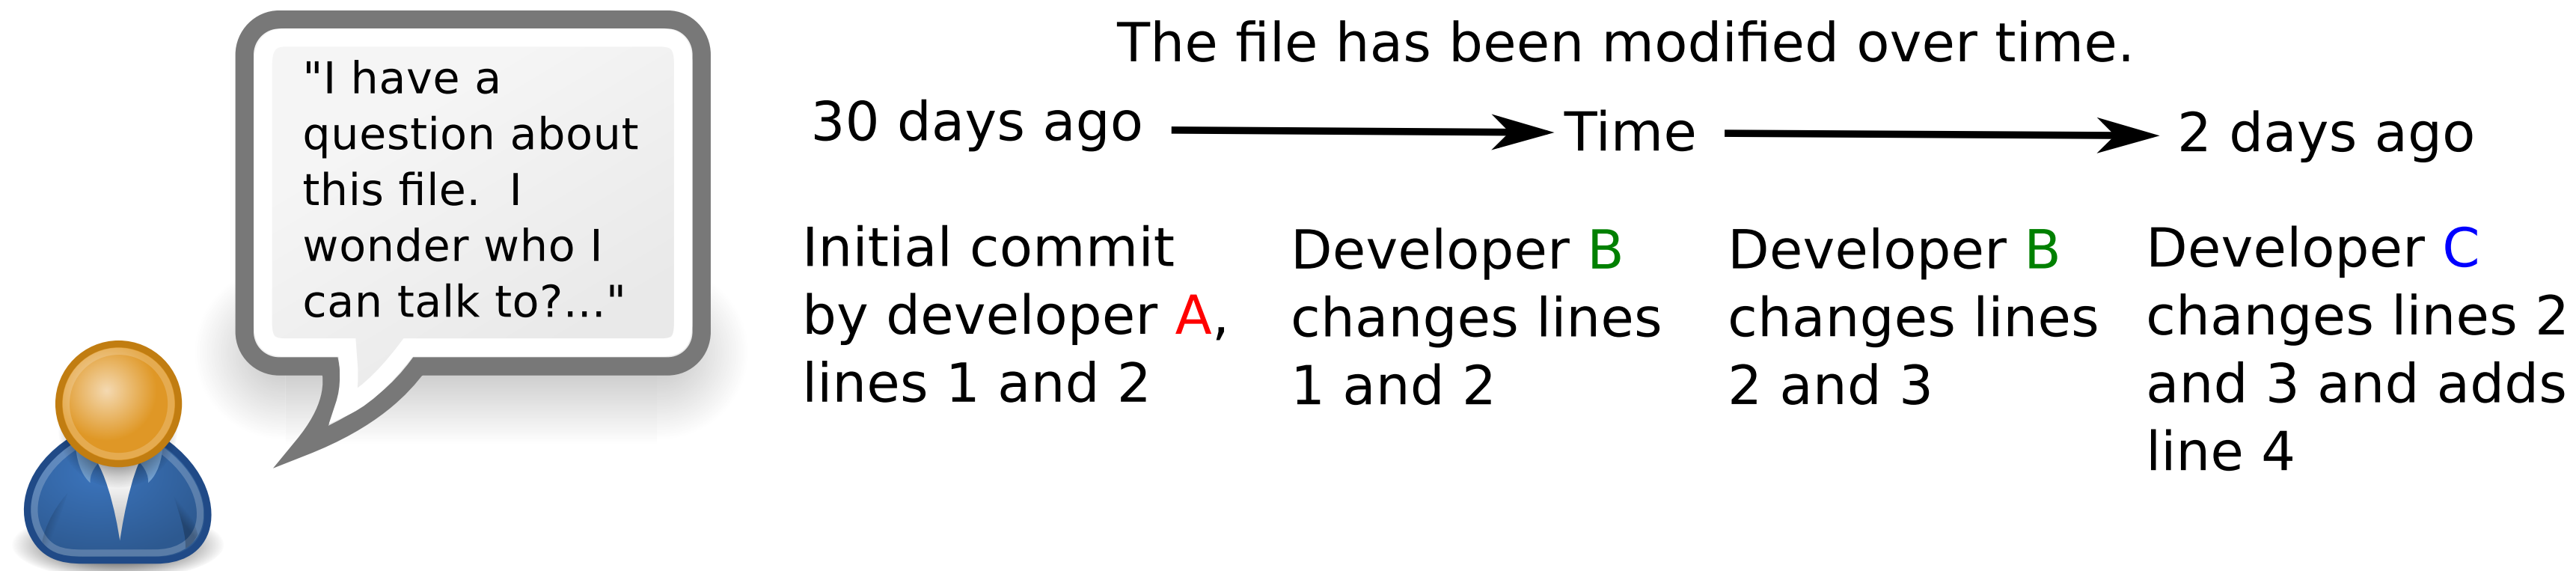 "I have a
question about
this file.  I
wonder who I
can talk to?..."
The file has been modified over time.
30 days ago Time 2 days ago
Initial commit
by developer A,
lines 1 and 2
Developer B
changes lines
1 and 2
Developer B
changes lines
2 and 3
Developer C
changes lines 2
and 3 and adds
line 4